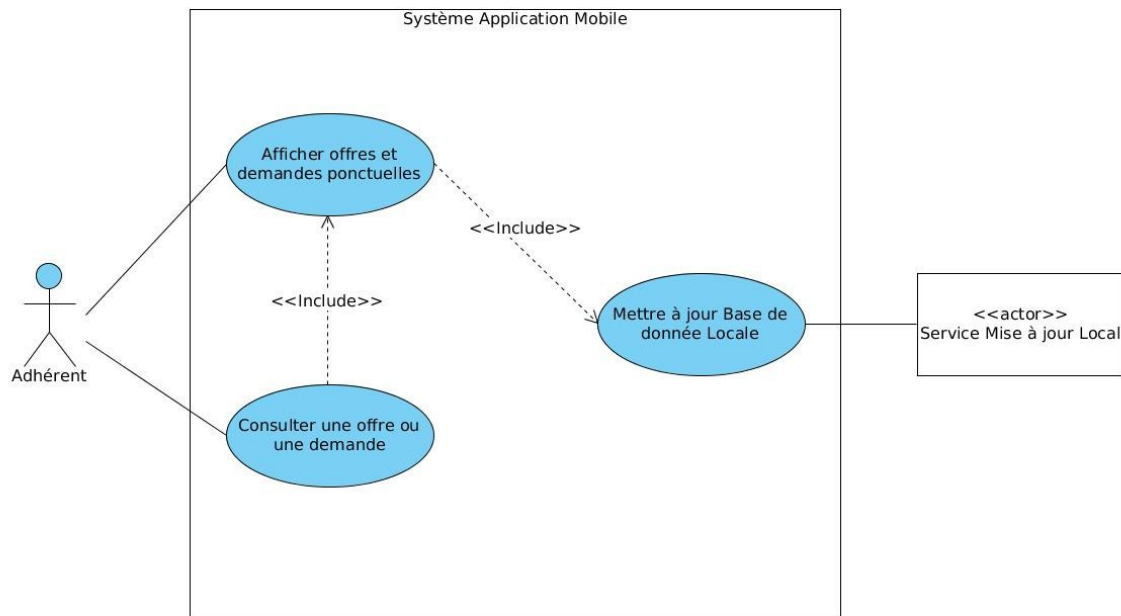 Système Application Mobile
Afficher offres et
demandes ponctuelles
<<Include>>
<<Include>>
Mettre à jour Base de
donnée Locale
<<actor>>
Service Mise à jour Local
Adhérent
Consulter une offre ou
une demande